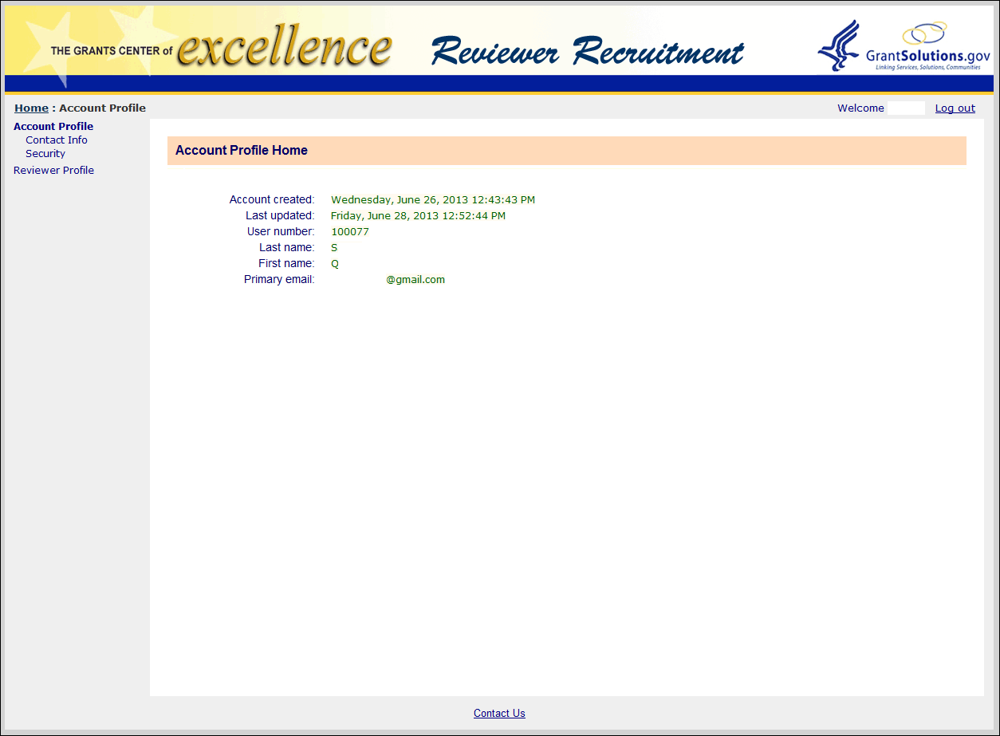 THE GRANTS CENTER of excellence
Reviewer Recruitment
GrantSolutions.gov
Linking Services, Solutions, Communities
Home : Account Profile
Welcome Log out
Account Profile
Contact Info
Security
Reviewer Profile
Account Profile Home
Account created: Wednesday, June 26, 2013 12:43:43 PM
Last updated: Friday, June 28, 2013 12:52:44 PM
User number: 100077
Last name: S
First name: Q
Primary email: @gmail.com
Contact Us